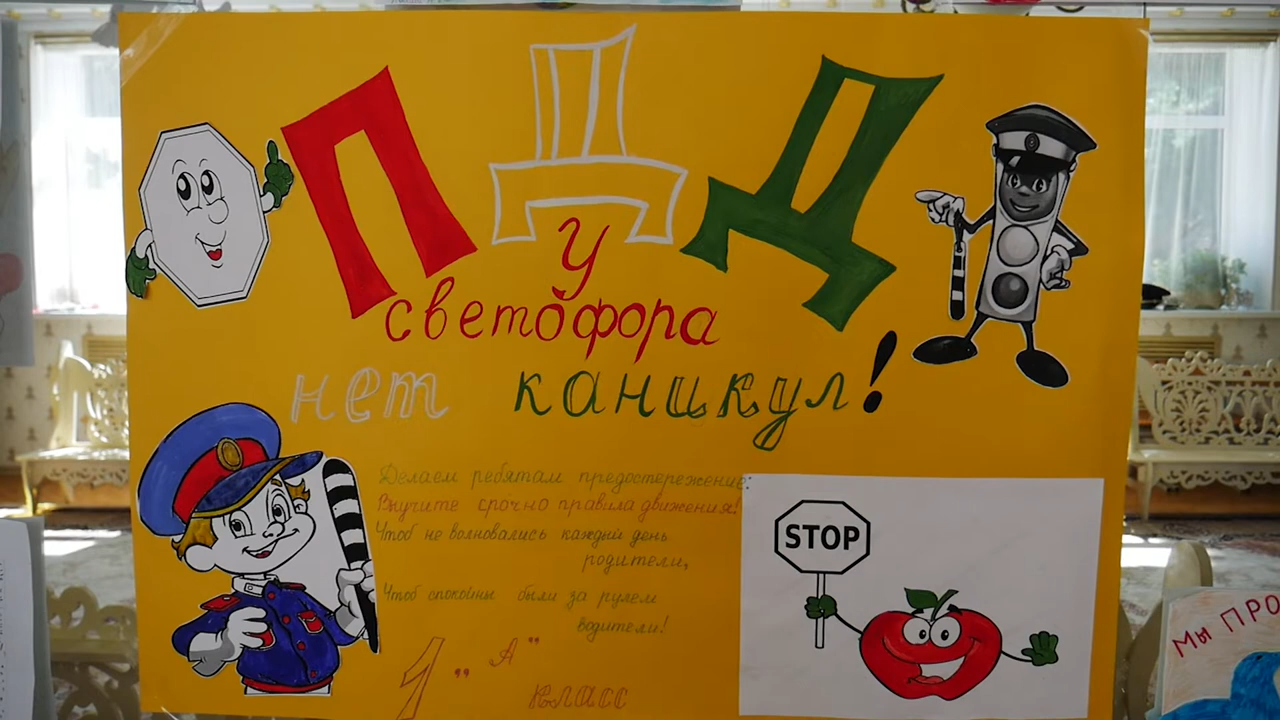 ПДД
У
светофора
нет каникул!
Делаем ребятам предостережение
Выучите срочно правила движения!
Чтоб не волновались каждый день
родители,
Чтоб спокойны были за рулем
водители!
1 „А"
класс
STOP
МЫ ПРО